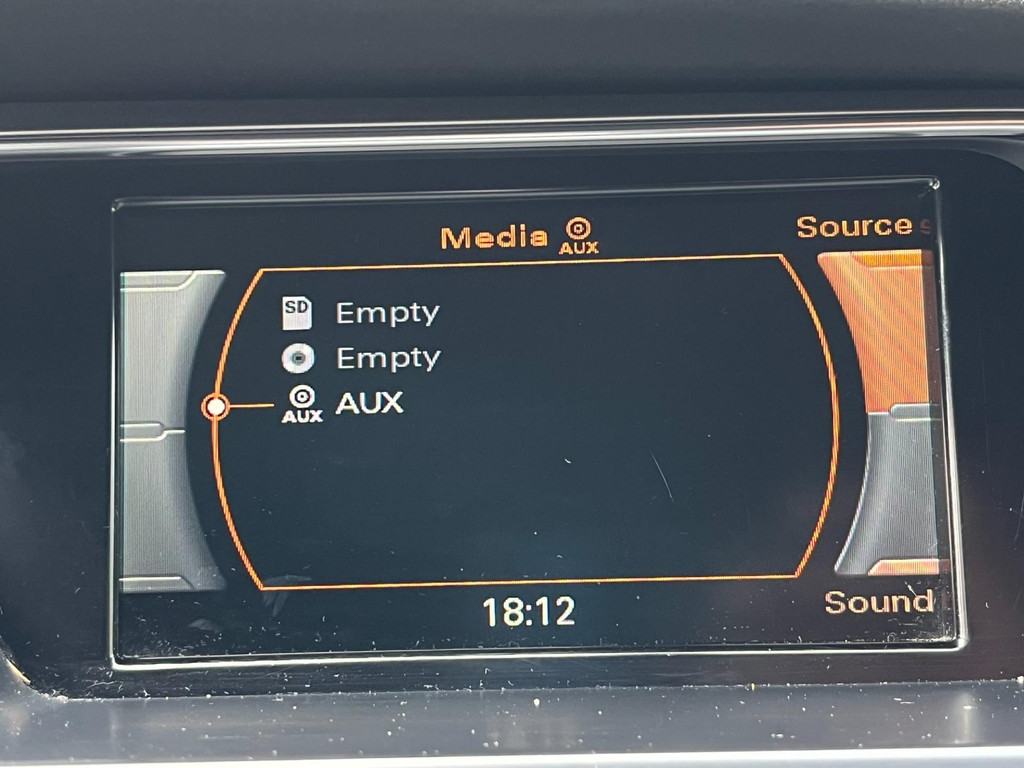 Media AUX
Source
SD Empty
Empty
AUX AUX
18:12
Sound